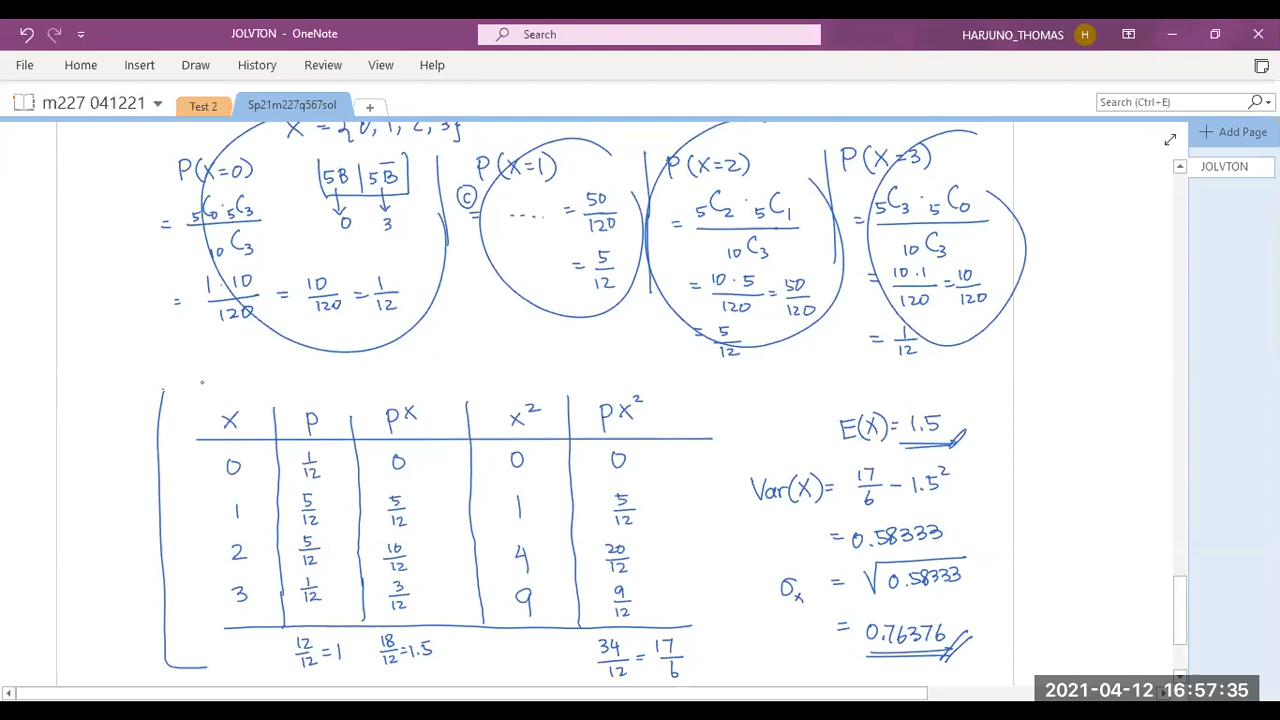 JOLVTON - OneNote
Search
HARJUNO_THOMAS
H
File Home Insert Draw History Review View Help
m227 041221
Test 2
Sp21m227q567sol
+
Search (Ctrl+E)
Add Page
JOLVTON
X = {0, 1, 2, 3}
P(X=0)
5B | 5B̅
0 3
= ₅C₀·₅C₃ / ₁₀C₃
= 1·10/120 = 10/120 = 1/12
P(X=1)
(C)
= .... = 50/120
= 5/12
P(X=2)
= ₅C₂·₅C₁ / ₁₀C₃
= 10·5/120 = 50/120
= 5/12
P(X=3)
= ₅C₃·₅C₀ / ₁₀C₃
= 10·1/120 = 10/120
= 1/12
X P PX X² PX²
0 1/12 0 0 0
1 5/12 5/12 1 5/12
2 5/12 10/12 4 20/12
3 1/12 3/12 9 9/12
12/12 = 1 18/12 = 1.5 34/12 = 17/6
E(X) = 1.5
Var(X) = 17/6 - 1.5²
= 0.58333
σₓ = √0.58333
= 0.76376
2021-04-12 16:57:35